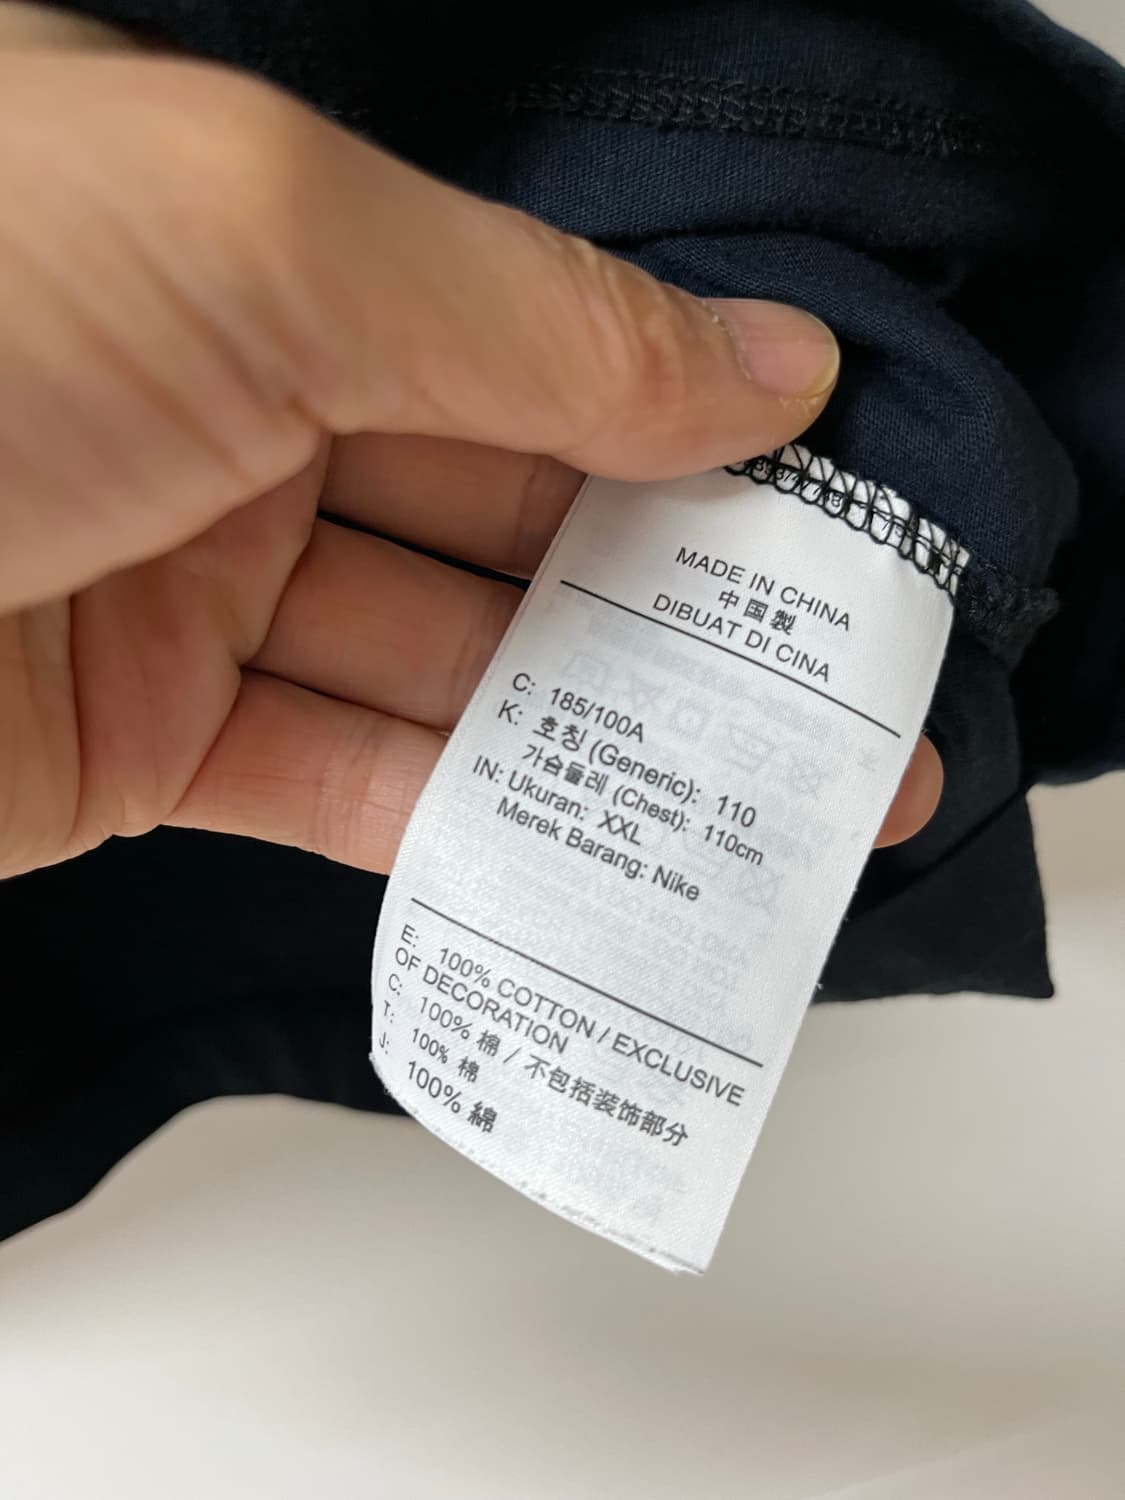 MADE IN CHINA
中国製
DIBUAT DI CINA
C: 185/100A
K: 호칭 (Generic): 110
가슴둘레 (Chest): 110cm
IN: Ukuran: XXL
Merek Barang: Nike
E: 100% COTTON / EXCLUSIVE
OF DECORATION
C: 100% 棉 / 不包括装饰部分
T: 100% 棉
J: 100% 綿